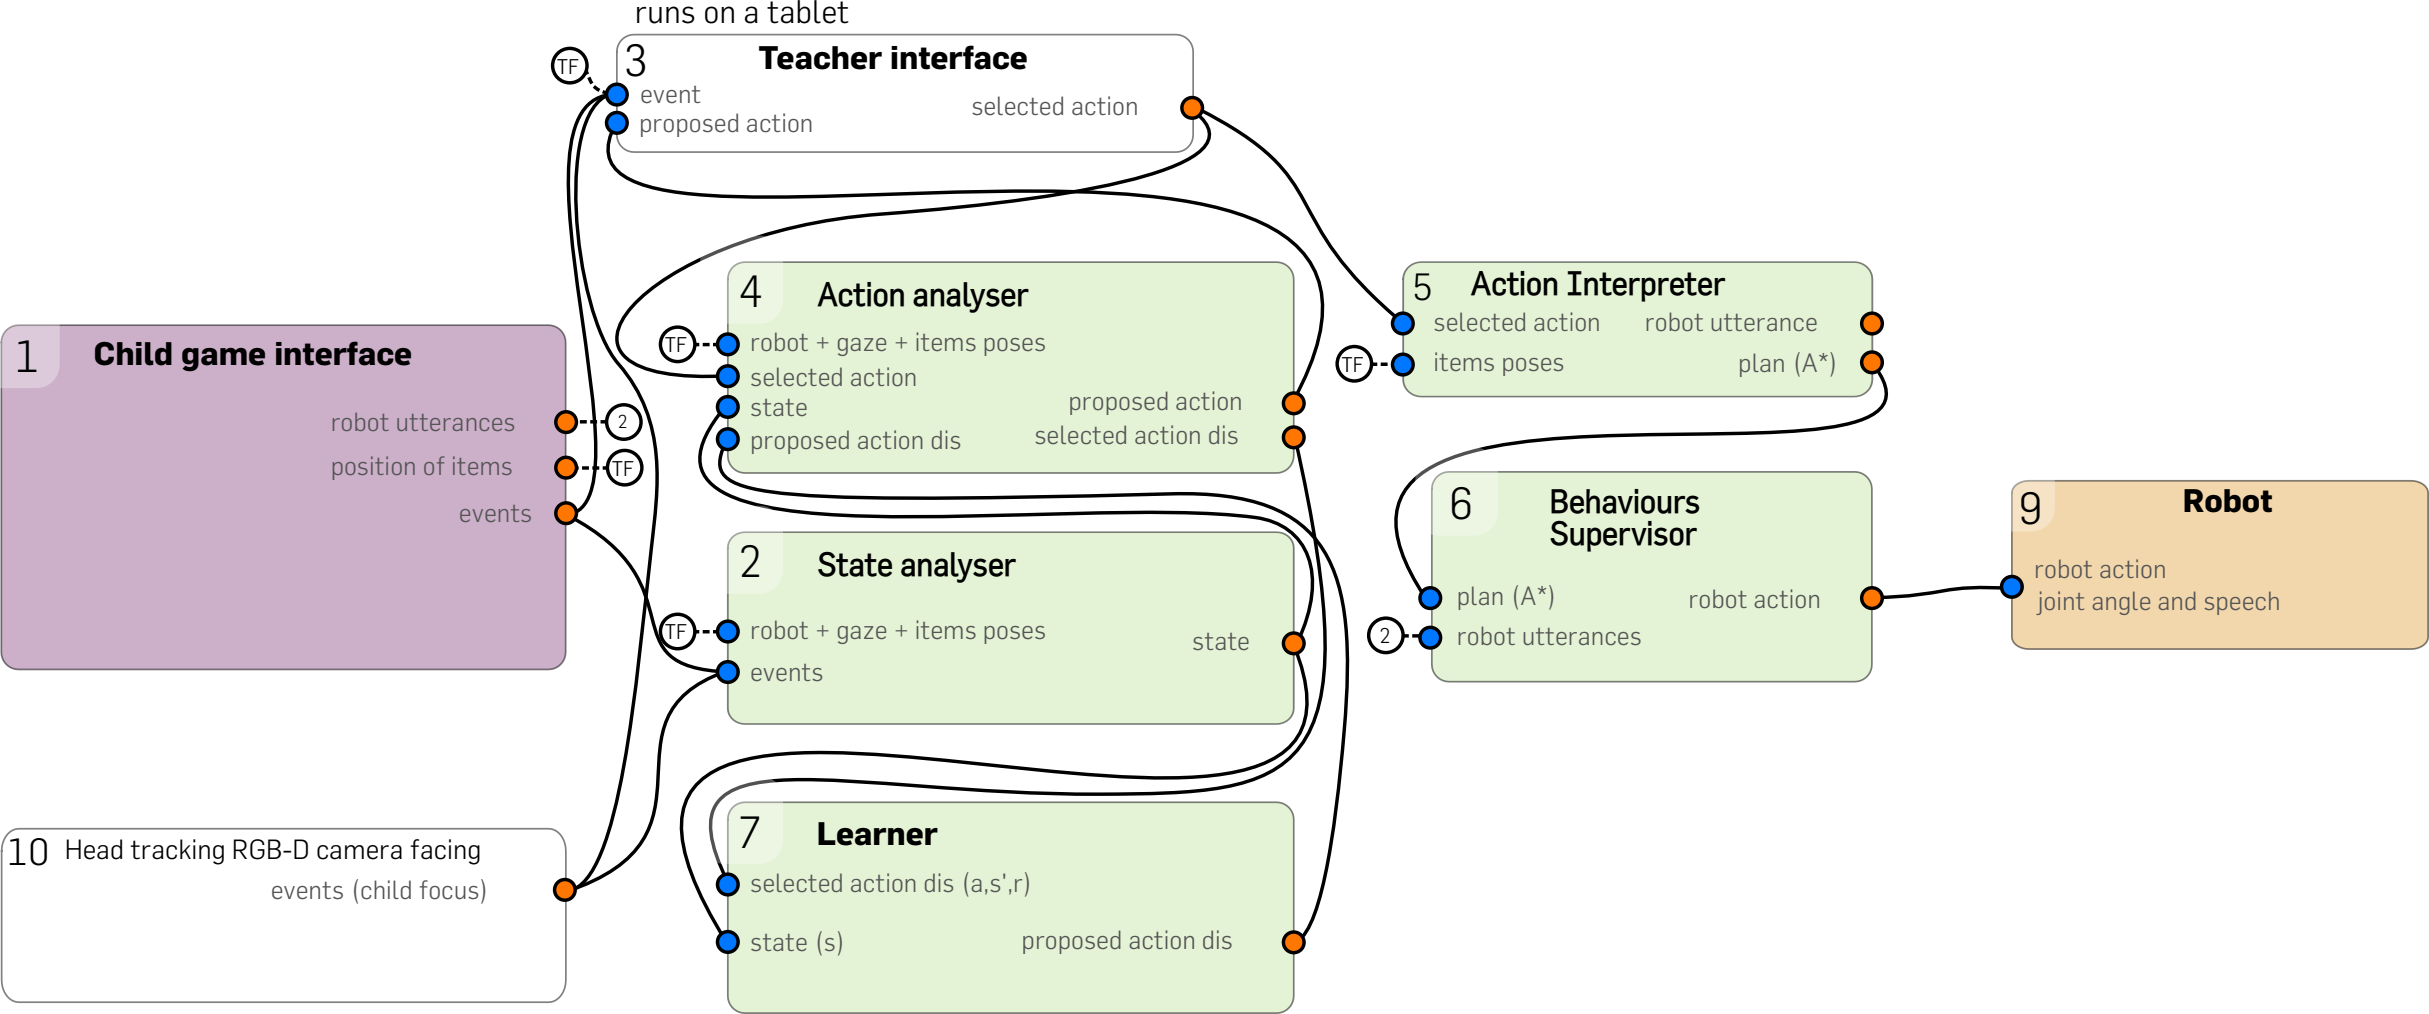 runs on a tablet
3
Teacher interface
TF
event
proposed action
selected action
1
Child game interface
robot utterances
2
position of items
TF
events
4
Action analyser
TF
robot + gaze + items poses
selected action
state
proposed action dis
proposed action
selected action dis
5
Action Interpreter
selected action
robot utterance
TF
items poses
plan (A*)
2
State analyser
TF
robot + gaze + items poses
events
state
6
Behaviours
Supervisor
plan (A*)
2
robot utterances
robot action
9
Robot
robot action
joint angle and speech
10
Head tracking RGB-D camera facing
events (child focus)
7
Learner
selected action dis (a,s',r)
state (s)
proposed action dis